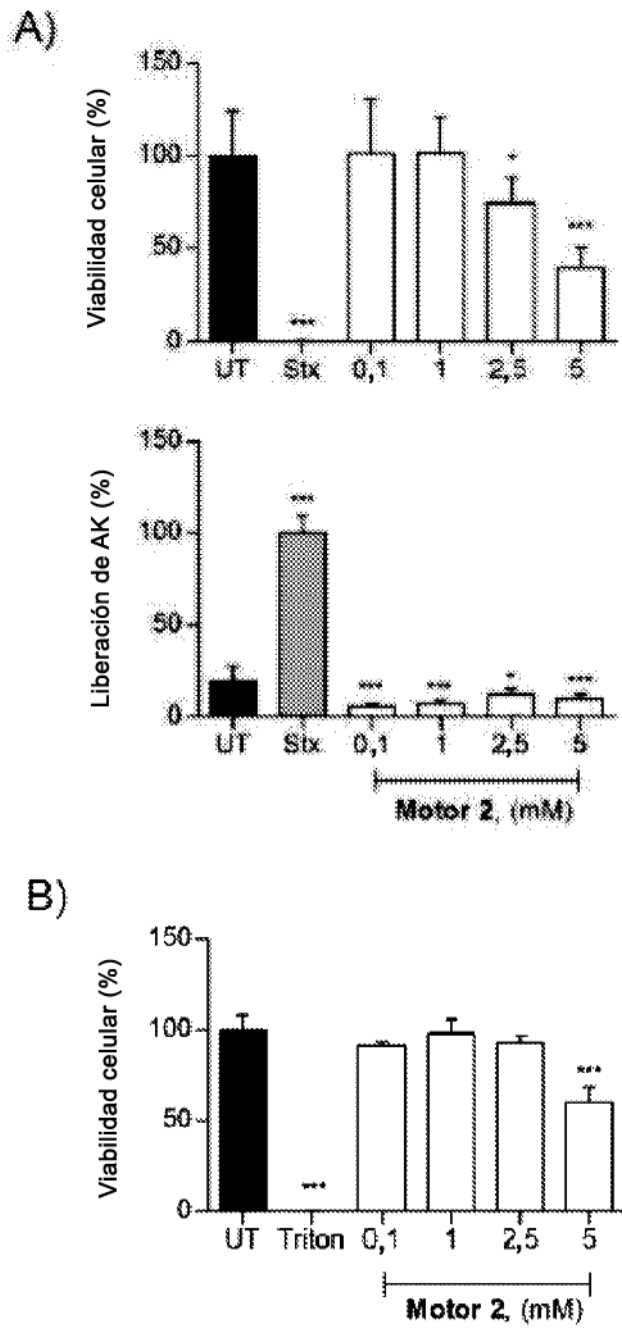 A)
Viabilidad celular (%)
150
100
50
0
***
*
***
UT Stx 0,1 1 2,5 5
Liberación de AK (%)
150
100
50
0
***
***
***
*
***
UT Stx 0,1 1 2,5 5
Motor 2, (mM)
B)
Viabilidad celular (%)
150
100
50
0
***
***
UT Triton 0,1 1 2,5 5
Motor 2, (mM)